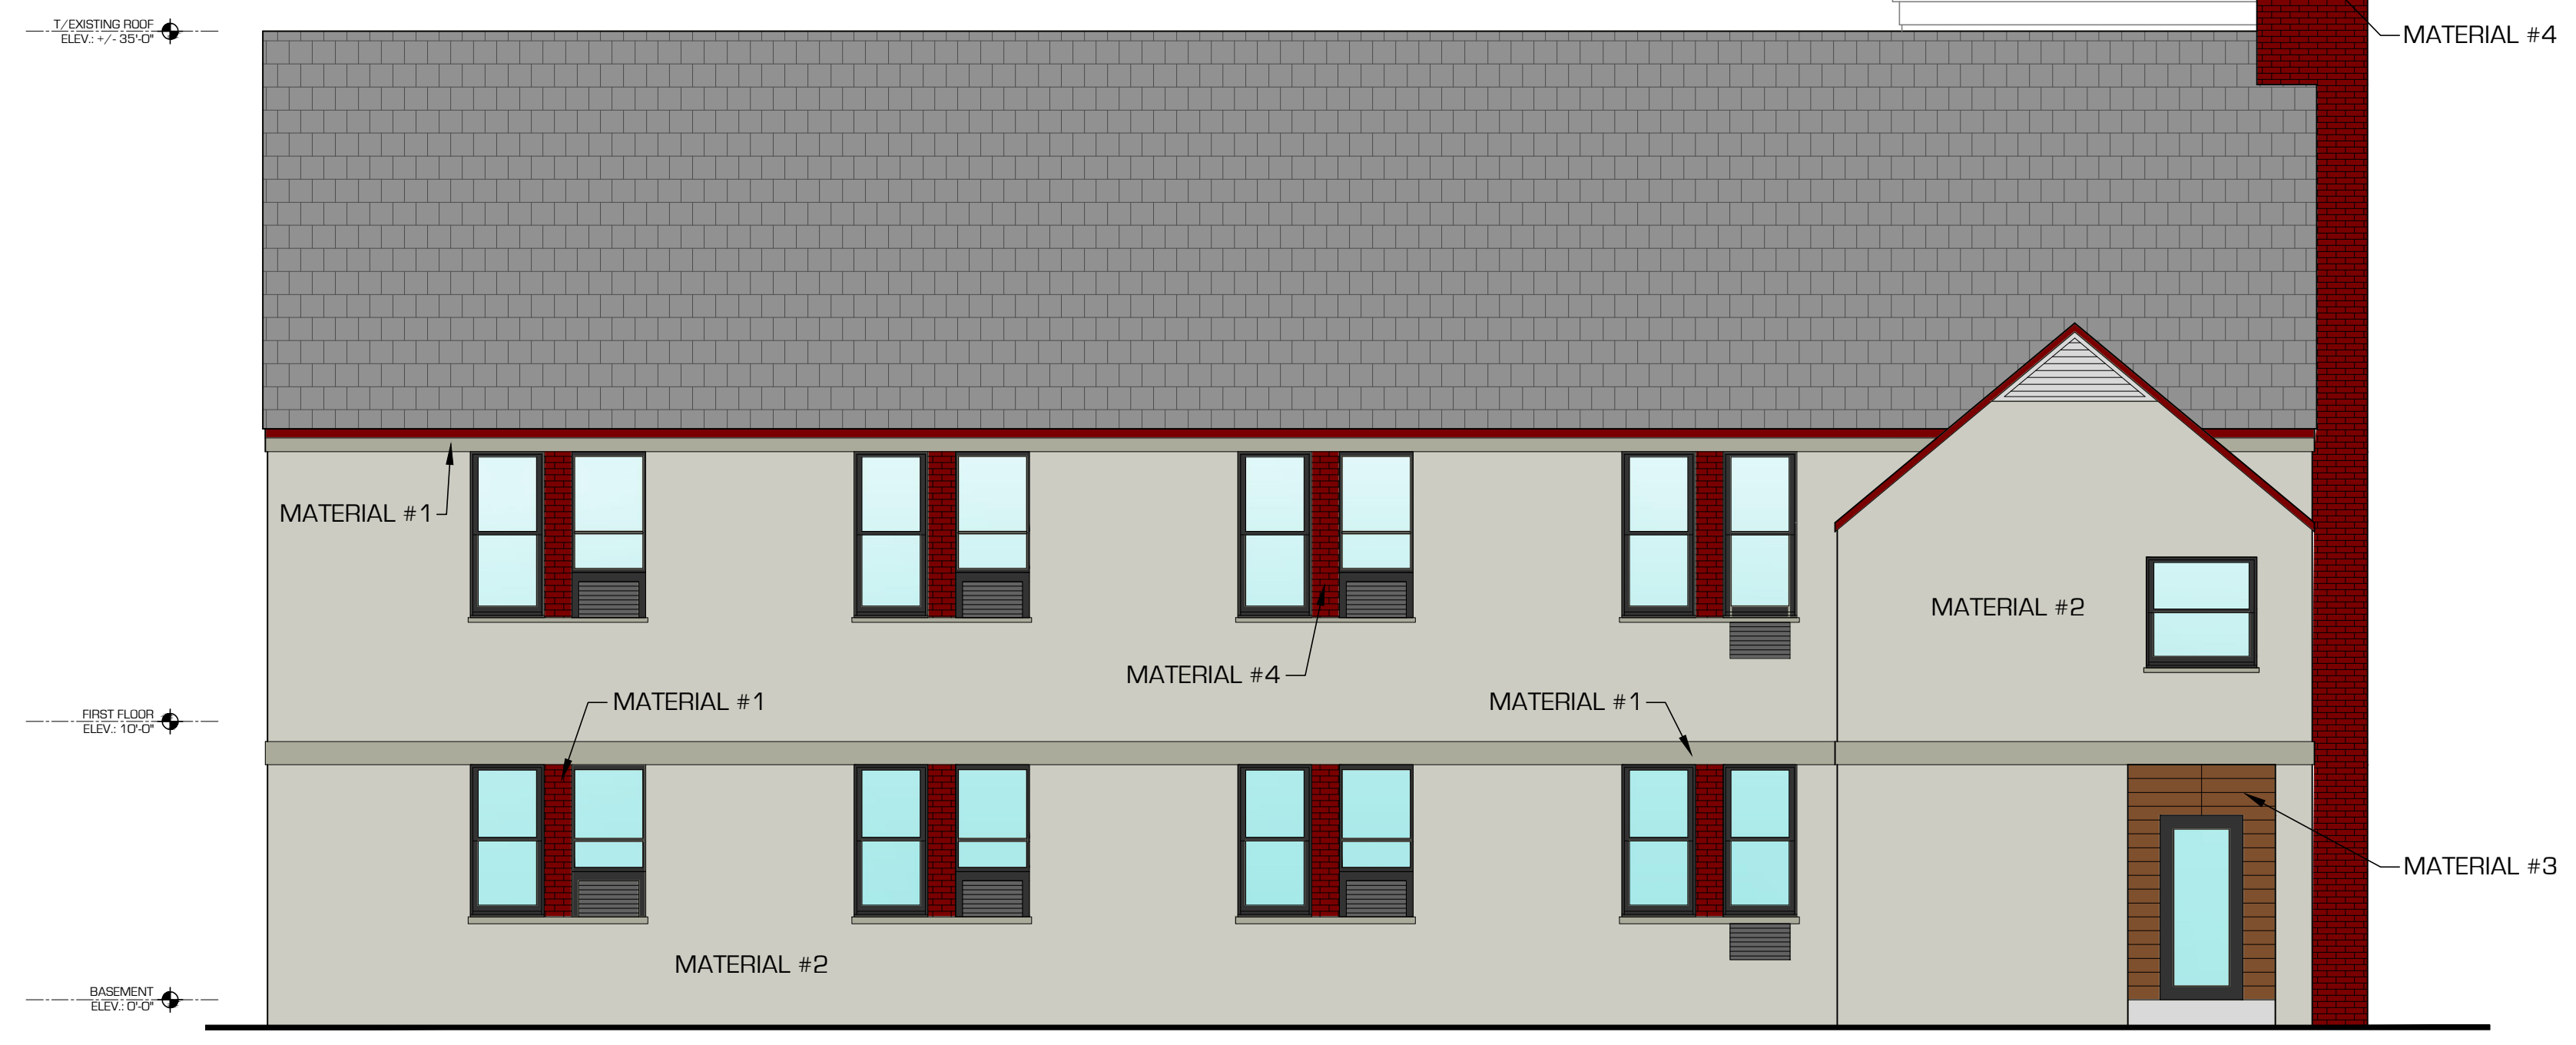 T/EXISTING ROOF
ELEV.: +/- 35'-0"
MATERIAL #4
MATERIAL #1
MATERIAL #2
MATERIAL #4
MATERIAL #1
MATERIAL #1
FIRST FLOOR
ELEV.: 10'-0"
MATERIAL #3
MATERIAL #2
BASEMENT
ELEV.: 0'-0"